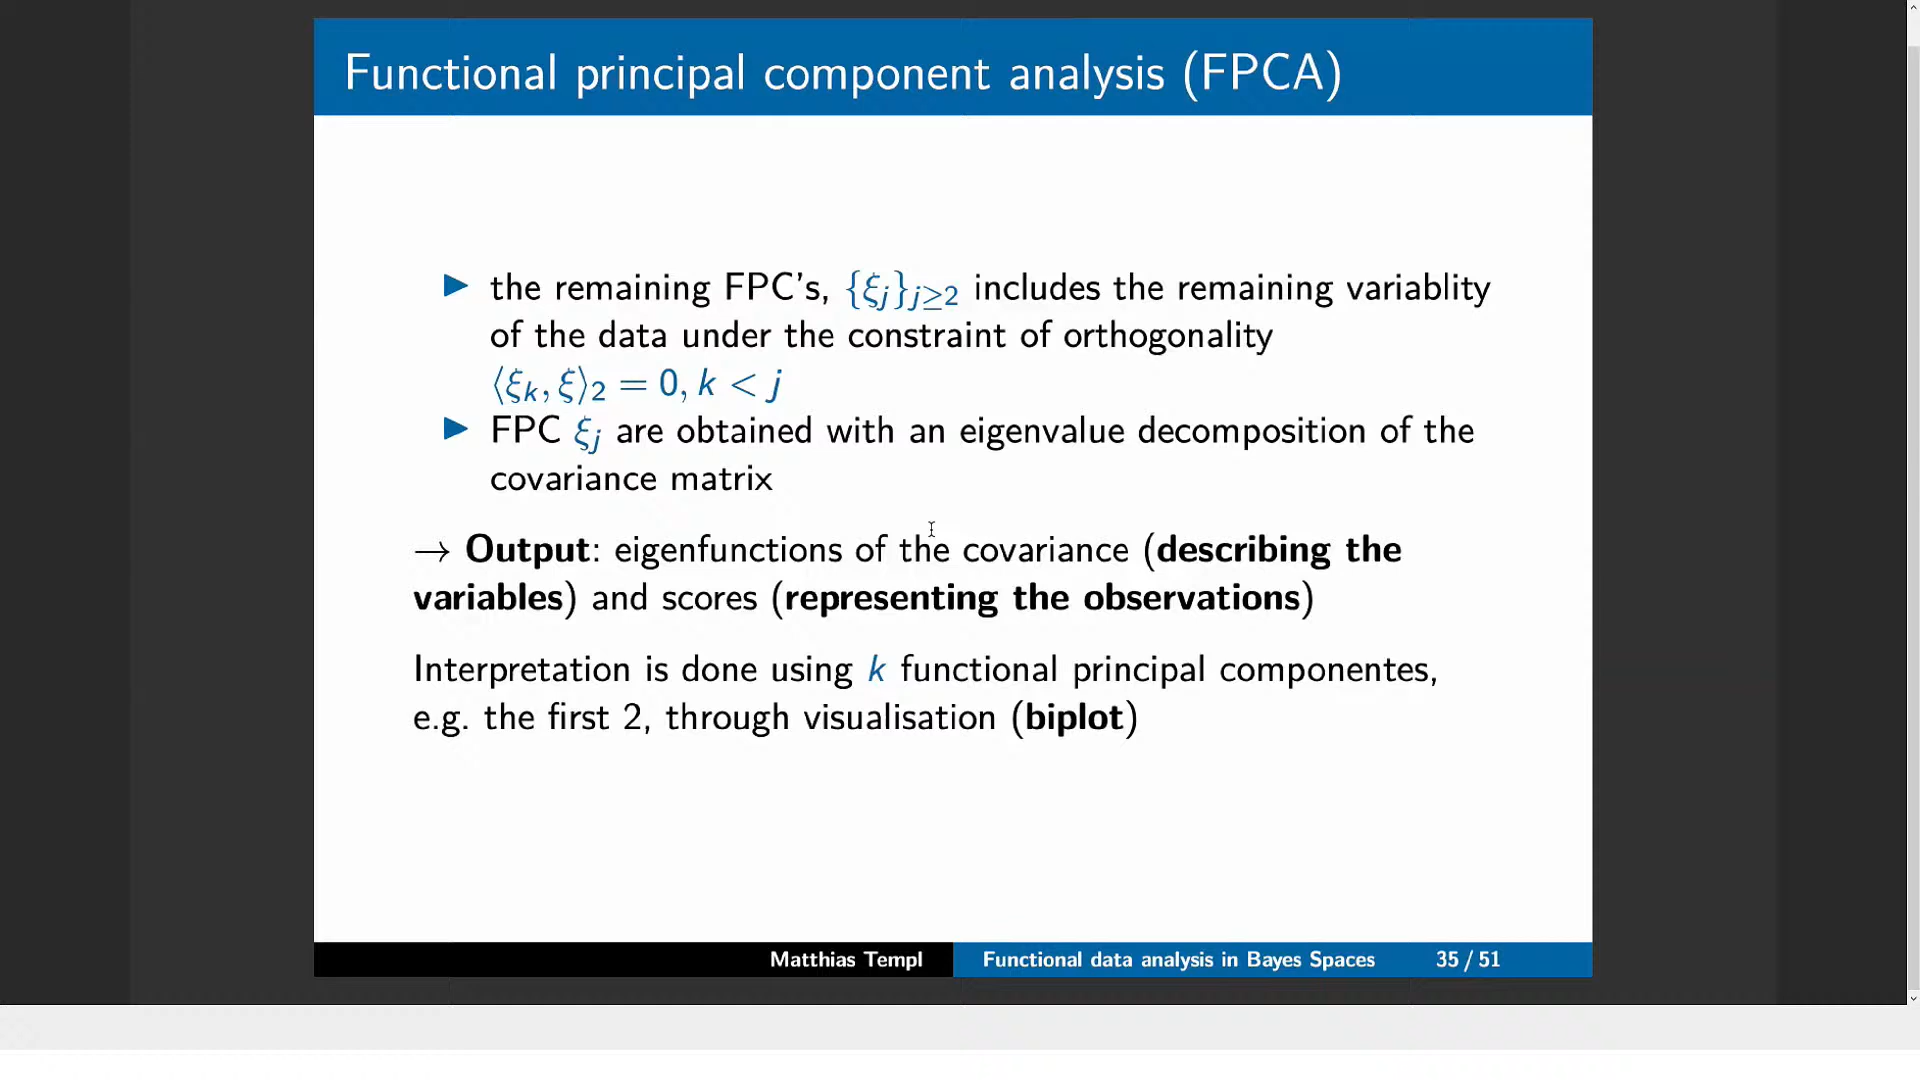 Functional principal component analysis (FPCA)
▶ the remaining FPC's, {ξj}j≥2 includes the remaining variablity
of the data under the constraint of orthogonality
⟨ξk, ξ⟩2 = 0, k < j
▶ FPC ξj are obtained with an eigenvalue decomposition of the
covariance matrix
→ Output: eigenfunctions of the covariance (describing the
variables) and scores (representing the observations)
Interpretation is done using k functional principal componentes,
e.g. the first 2, through visualisation (biplot)
Matthias Templ Functional data analysis in Bayes Spaces 35 / 51